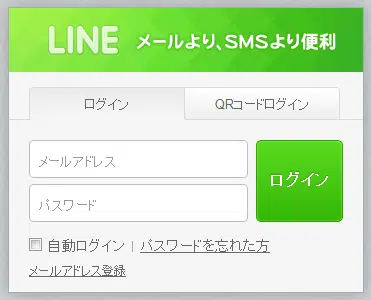 LINE メールより、SMSより便利
ログイン QRコードログイン
メールアドレス
ログイン
パスワード
自動ログイン | パスワードを忘れた方
メールアドレス登録